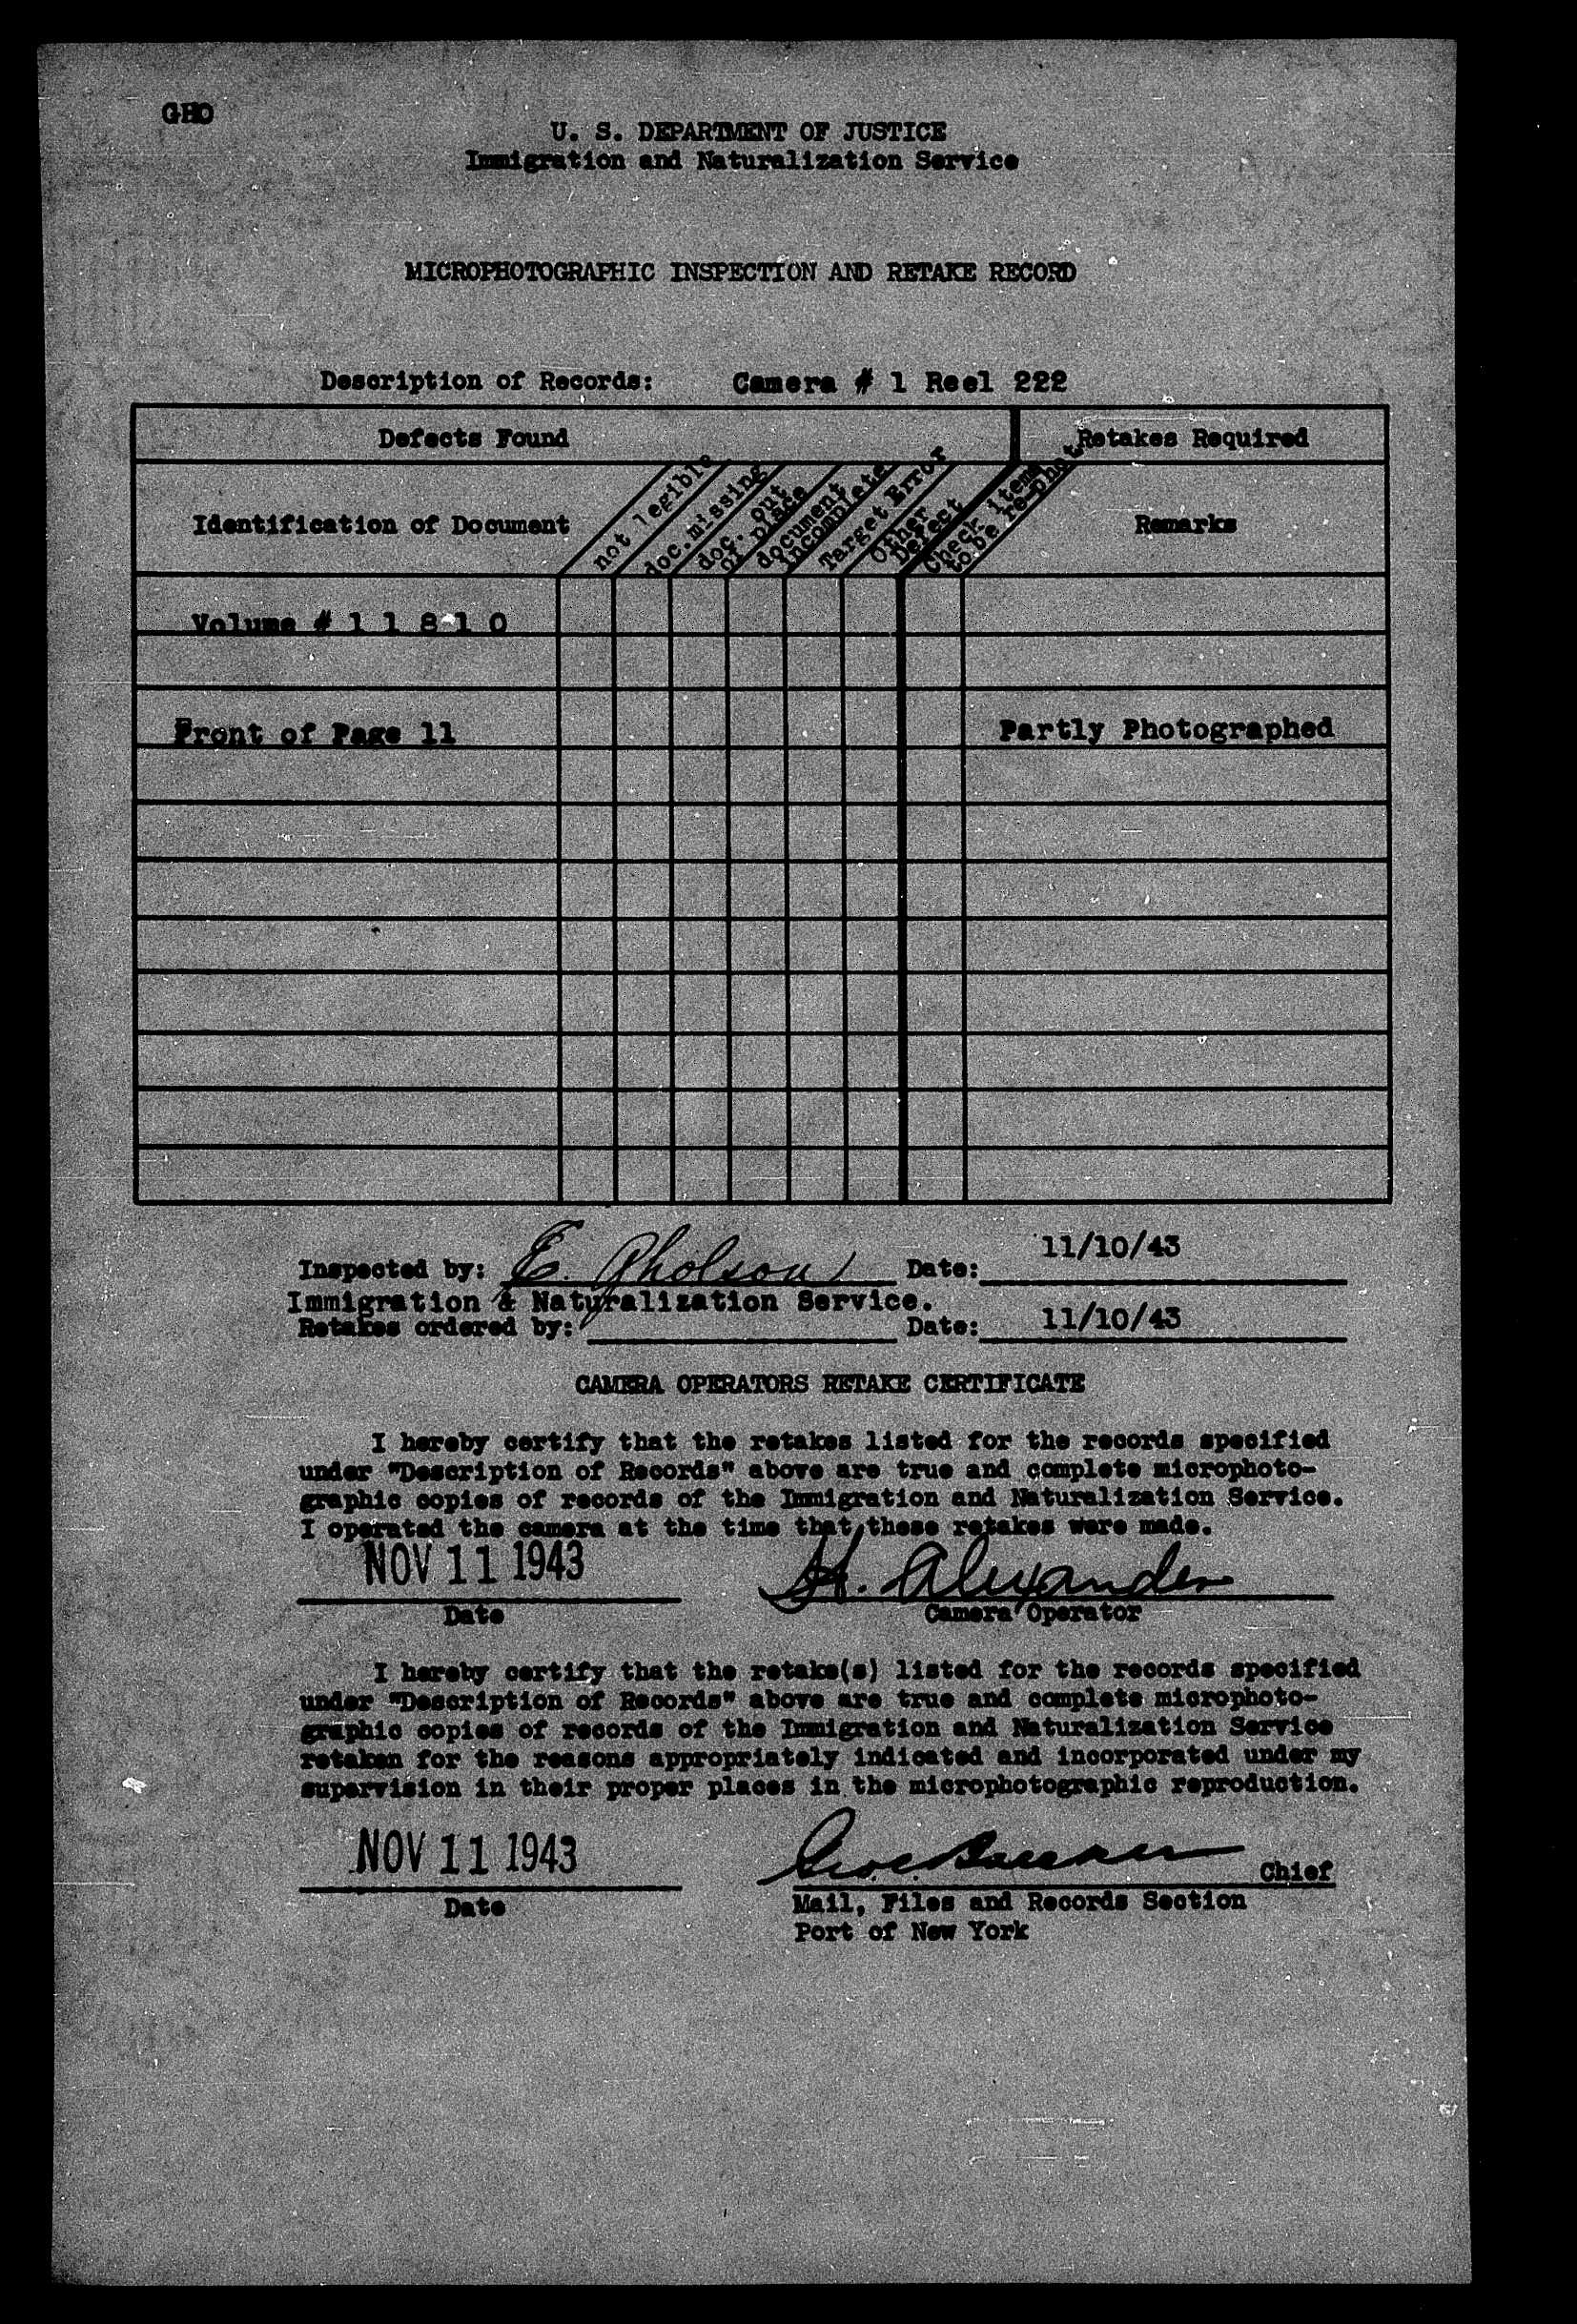 GHO
U. S. DEPARTMENT OF JUSTICE
Immigration and Naturalization Service
MICROPHOTOGRAPHIC INSPECTION AND RETAKE RECORD
Description of Records: Camera # 1 Reel 222
Defects Found
Retakes Required
Identification of Document
not legible
doc. missing
doc. out
of place
document
incomplete
Target Error
Other
Defect
Check items
to be re-phot.
Remarks
Volume # 1 1 8 1 0
Front of Page 11
Partly Photographed
Inspected by: E. Gholson Date: 11/10/43
Immigration & Naturalization Service.
Retakes ordered by: Date: 11/10/43
CAMERA OPERATORS RETAKE CERTIFICATE
I hereby certify that the retakes listed for the records specified
under "Description of Records" above are true and complete microphoto-
graphic copies of records of the Immigration and Naturalization Service.
I operated the camera at the time that these retakes were made.
NOV 11 1943 H. Alexander
Date Camera Operator
I hereby certify that the retake(s) listed for the records specified
under "Description of Records" above are true and complete microphoto-
graphic copies of records of the Immigration and Naturalization Service
retaken for the reasons appropriately indicated and incorporated under my
supervision in their proper places in the microphotographic reproduction.
NOV 11 1943 Chief
Date Mail, Files and Records Section
Port of New York